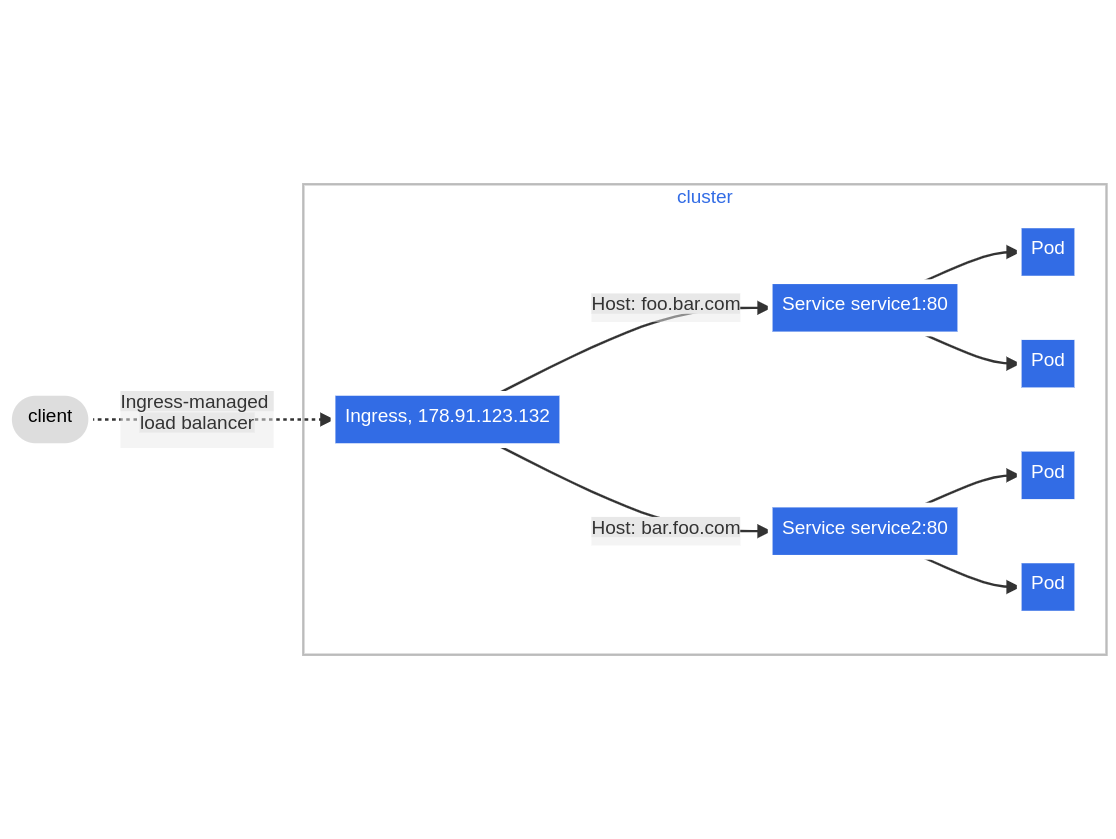 cluster
client
Ingress-managed
load balancer
Ingress, 178.91.123.132
Host: foo.bar.com
Service service1:80
Pod
Pod
Host: bar.foo.com
Service service2:80
Pod
Pod